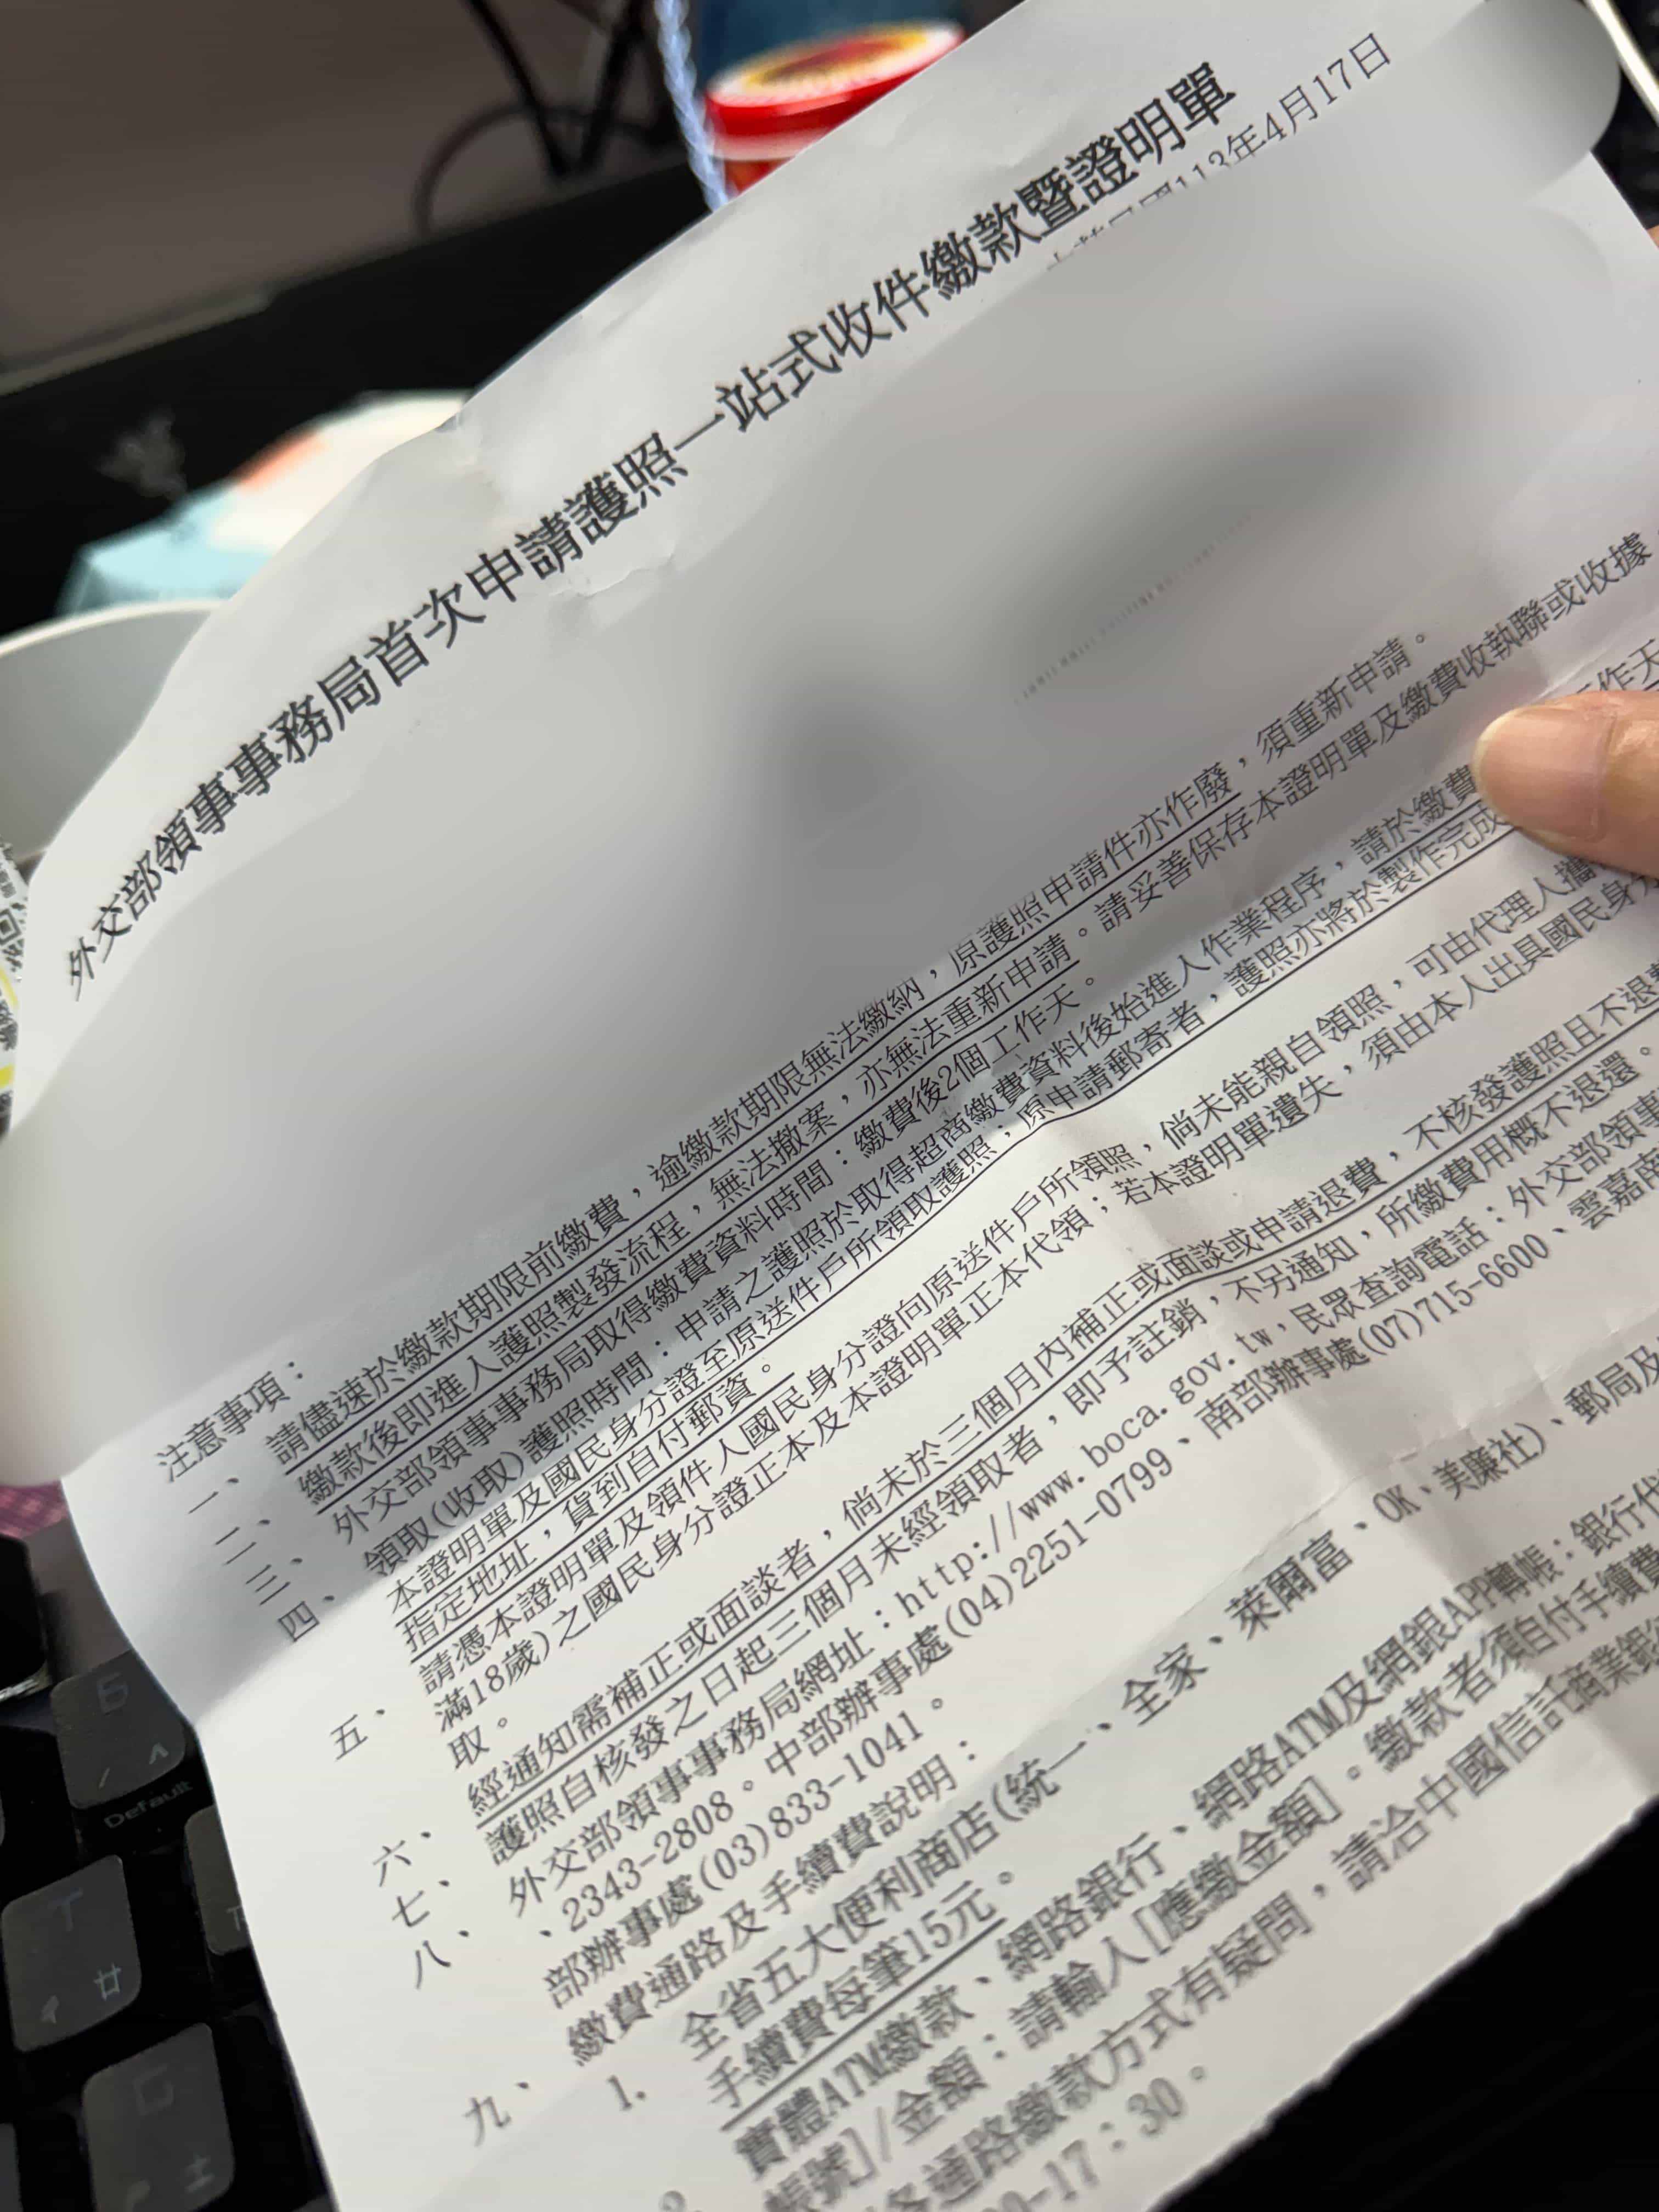 外交部領事事務局首次申請護照一站式收件繳款暨證明單
113年4月17日
注意事項：
一、 請儘速於繳款期限前繳費，逾繳款期限無法繳納，原護照申請件亦作廢，須重新申請。
二、 繳款後即進入護照製發流程，無法撤案，亦無法重新申請。請妥善保存本證明單及繳費收執聯或收據
三、 外交部領事事務局取得繳費資料時間：繳費後2個工作天。
四、 領取(收取)護照時間：申請之護照於取得超商繳費資料後始進入作業程序，請於繳費 作天
本證明單及國民身分證至原送件戶所領取護照；原申請郵寄者，護照亦將於製作完成
指定地址，貨到自付郵資。
五、 請憑本證明單及領件人國民身分證向原送件戶所領照，倘未能親自領照，可由代理人攜
滿18歲)之國民身分證正本及本證明單正本代領；若本證明單遺失，須由本人出具國民身分
取。
六、 經通知需補正或面談者，倘未於三個月內補正或面談或申請退費，不核發護照且不退費
七、 護照自核發之日起三個月未經領取者，即予註銷，不另通知，所繳費用概不退還。
八、 外交部領事事務局網址：http://www.boca.gov.tw，民眾查詢電話：外交部領事
、2343-2808。中部辦事處(04)2251-0799、南部辦事處(07)715-6600、雲嘉南
部辦事處(03)833-1041。
九、 繳費通路及手續費說明：
1. 全省五大便利商店(統一、全家、萊爾富、OK、美廉社)、郵局及
手續費每筆15元。
實體ATM繳款、網路銀行、網路ATM及網銀APP轉帳：銀行代
帳號]/金額：請輸入[應繳金額]。繳款者須自付手續費
各通路繳款方式有疑問，請洽中國信託商業銀
0-17：30。
Default